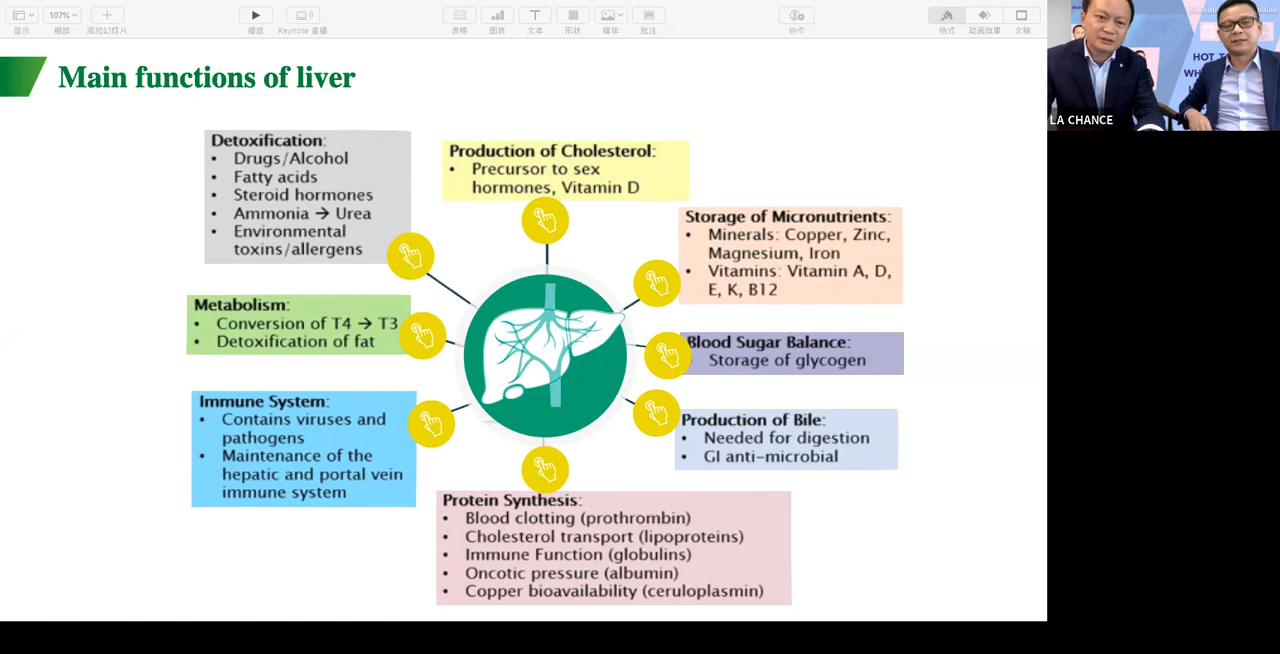 107%
显示
缩放
添加幻灯片
播放
Keynote 直播
表格
图表
文本
形状
媒体
批注
协作
格式
动画效果
文稿
Main functions of liver
Detoxification:
• Drugs/Alcohol
• Fatty acids
• Steroid hormones
• Ammonia → Urea
• Environmental
toxins/allergens
Production of Cholesterol:
• Precursor to sex
hormones, Vitamin D
Storage of Micronutrients:
• Minerals: Copper, Zinc,
Magnesium, Iron
• Vitamins: Vitamin A, D,
E, K, B12
Metabolism:
• Conversion of T4 → T3
• Detoxification of fat
Blood Sugar Balance:
Storage of glycogen
Immune System:
• Contains viruses and
pathogens
• Maintenance of the
hepatic and portal vein
immune system
Production of Bile:
• Needed for digestion
• GI anti-microbial
Protein Synthesis:
• Blood clotting (prothrombin)
• Cholesterol transport (lipoproteins)
• Immune Function (globulins)
• Oncotic pressure (albumin)
• Copper bioavailability (ceruloplasmin)
HOT
WH
LA CHANCE